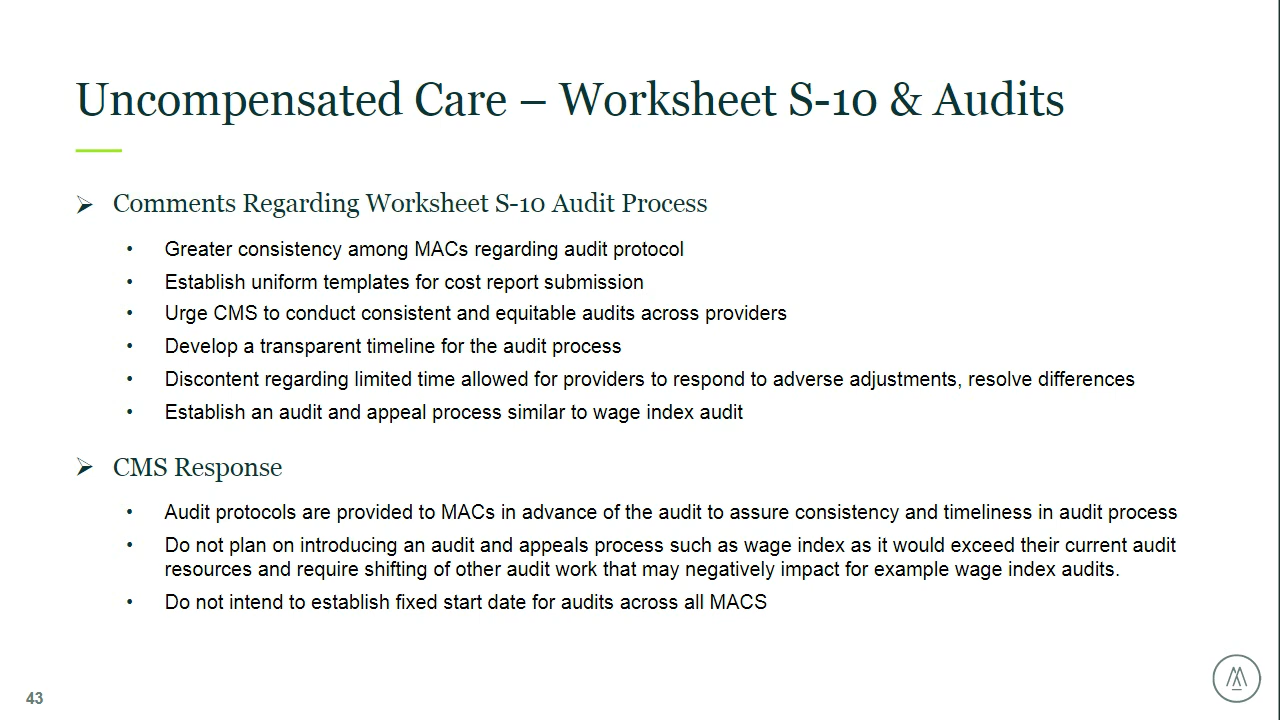 Uncompensated Care – Worksheet S-10 & Audits
➢ Comments Regarding Worksheet S-10 Audit Process
• Greater consistency among MACs regarding audit protocol
• Establish uniform templates for cost report submission
• Urge CMS to conduct consistent and equitable audits across providers
• Develop a transparent timeline for the audit process
• Discontent regarding limited time allowed for providers to respond to adverse adjustments, resolve differences
• Establish an audit and appeal process similar to wage index audit
➢ CMS Response
• Audit protocols are provided to MACs in advance of the audit to assure consistency and timeliness in audit process
• Do not plan on introducing an audit and appeals process such as wage index as it would exceed their current audit
resources and require shifting of other audit work that may negatively impact for example wage index audits.
• Do not intend to establish fixed start date for audits across all MACS
43